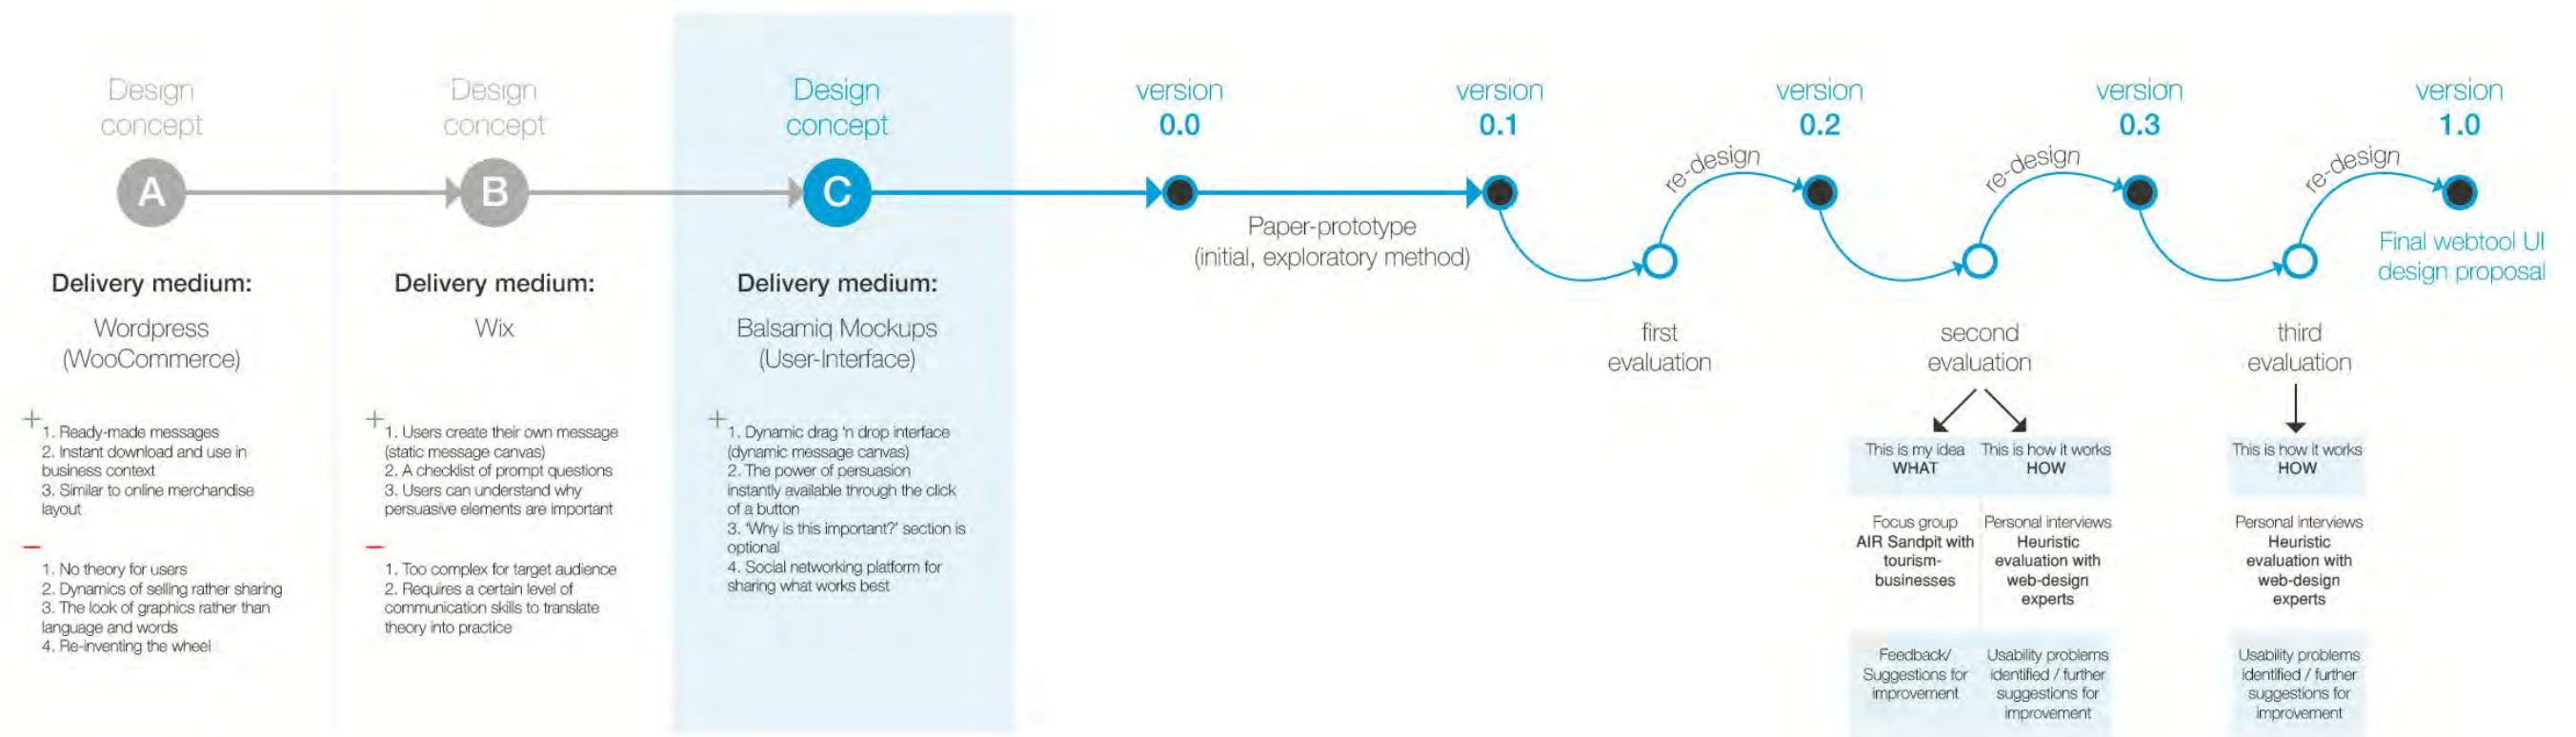 Design
concept
A
Delivery medium:
Wordpress
(WooCommerce)
+
1. Ready-made messages
2. Instant download and use in
business context
3. Similar to online merchandise
layout
–
1. No theory for users
2. Dynamics of selling rather sharing
3. The look of graphics rather than
language and words
4. Re-inventing the wheel
Design
concept
B
Delivery medium:
Wix
+
1. Users create their own message
(static message canvas)
2. A checklist of prompt questions
3. Users can understand why
persuasive elements are important
–
1. Too complex for target audience
2. Requires a certain level of
communication skills to translate
theory into practice
Design
concept
C
Delivery medium:
Balsamiq Mockups
(User-Interface)
+
1. Dynamic drag 'n drop interface
(dynamic message canvas)
2. The power of persuasion
instantly available through the click
of a button
3. 'Why is this important?' section is
optional
4. Social networking platform for
sharing what works best
version
0.0
Paper-prototype
(initial, exploratory method)
version
0.1
first
evaluation
re-design
version
0.2
second
evaluation
This is my idea
WHAT
Focus group
AIR Sandpit with
tourism-
businesses
Feedback/
Suggestions for
improvement
This is how it works
HOW
Personal interviews
Heuristic
evaluation with
web-design
experts
Usability problems
identified / further
suggestions for
improvement
re-design
version
0.3
third
evaluation
This is how it works
HOW
Personal interviews
Heuristic
evaluation with
web-design
experts
Usability problems
identified / further
suggestions for
improvement
re-design
version
1.0
Final webtool UI
design proposal